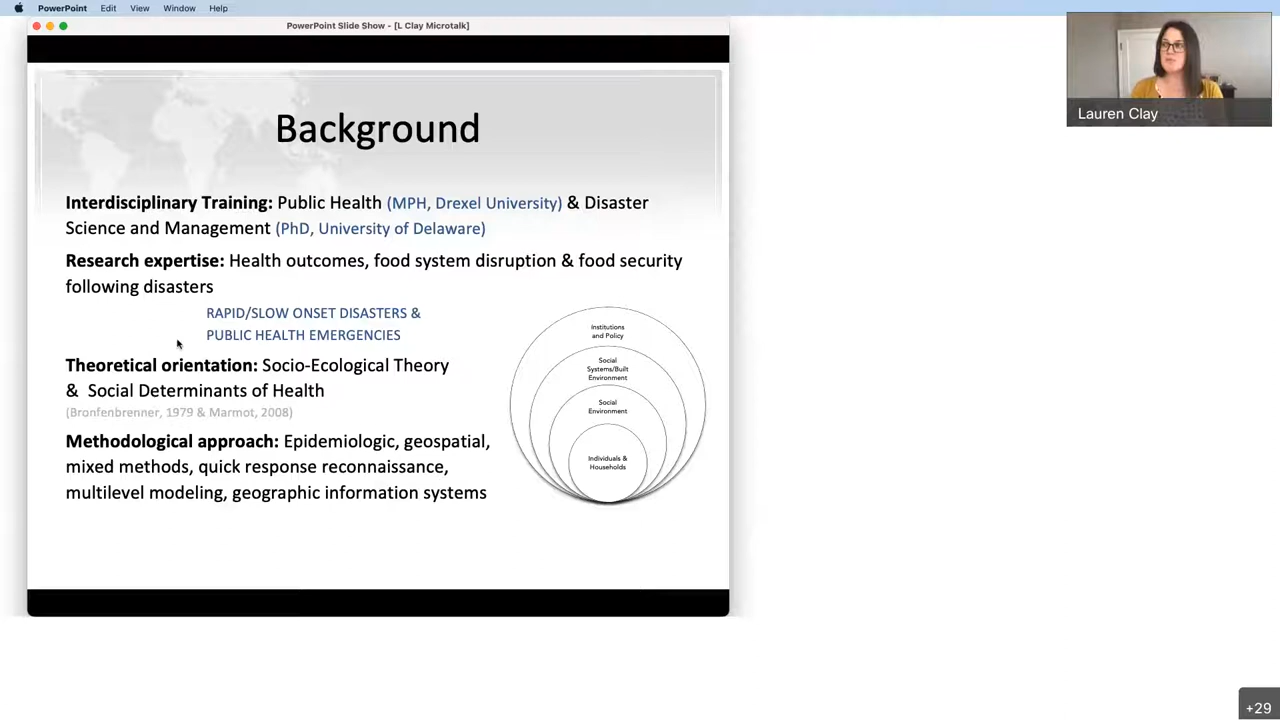 PowerPoint Edit View Window Help
PowerPoint Slide Show - [L Clay Microtalk]
Background
Interdisciplinary Training: Public Health (MPH, Drexel University) & Disaster
Science and Management (PhD, University of Delaware)
Research expertise: Health outcomes, food system disruption & food security
following disasters
RAPID/SLOW ONSET DISASTERS &
PUBLIC HEALTH EMERGENCIES
Theoretical orientation: Socio-Ecological Theory
& Social Determinants of Health
(Bronfenbrenner, 1979 & Marmot, 2008)
Methodological approach: Epidemiologic, geospatial,
mixed methods, quick response reconnaissance,
multilevel modeling, geographic information systems
Institutions
and Policy
Social
Systems/Built
Environment
Social
Environment
Individuals &
Households
Lauren Clay
+29